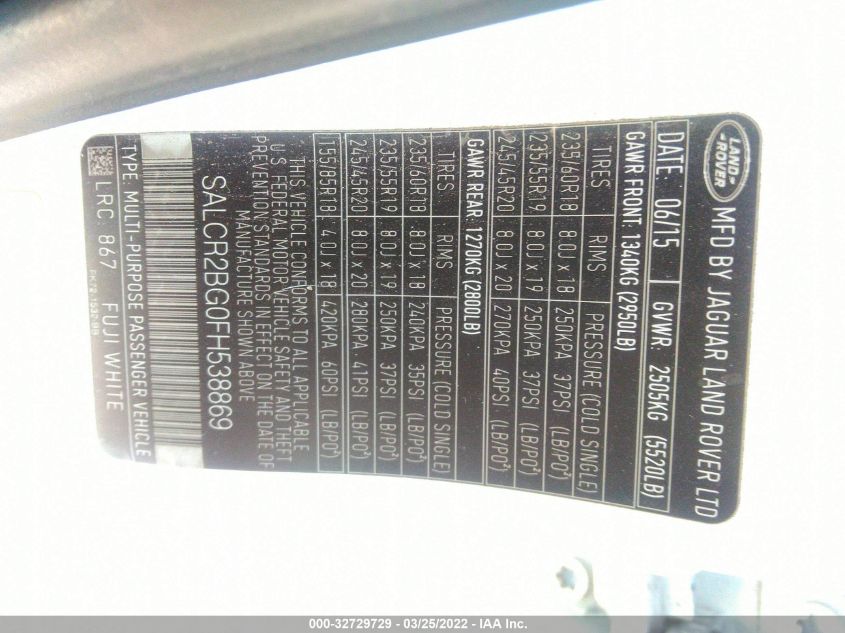 LAND
ROVER
MFD BY JAGUAR LAND ROVER LTD
DATE: 06/15 GVWR: 2505KG (5520LB)
GAWR FRONT: 1340KG (2950LB)
TIRES RIMS PRESSURE (COLD SINGLE)
235/60R18 8.0J x 18 250KPA 37PSI (LB/PO²)
235/55R19 8.0J x 19 250KPA 37PSI (LB/PO²)
245/45R20 8.0J x 20 270KPA 40PSI (LB/PO²)
GAWR REAR: 1270KG (2800LB)
TIRES RIMS PRESSURE (COLD SINGLE)
235/60R18 8.0J x 18 240KPA 35PSI (LB/PO²)
235/55R19 8.0J x 19 250KPA 37PSI (LB/PO²)
245/45R20 8.0J x 20 280KPA 41PSI (LB/PO²)
155/85R18 4.0J x 18 420KPA 60PSI (LB/PO²)
THIS VEHICLE CONFORMS TO ALL APPLICABLE
U.S. FEDERAL MOTOR VEHICLE SAFETY AND THEFT
PREVENTION STANDARDS IN EFFECT ON THE DATE OF
MANUFACTURE SHOWN ABOVE
SALCR2BG0FH538869
TYPE: MULTI-PURPOSE PASSENGER VEHICLE
LRC 867 FUJI WHITE
000-32729729 - 03/25/2022 - IAA Inc.